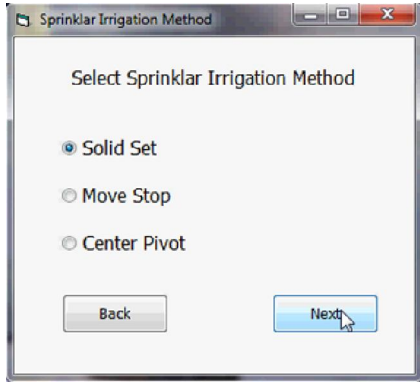 Sprinklar Irrigation Method
Select Sprinklar Irrigation Method
Solid Set
Move Stop
Center Pivot
Back
Next